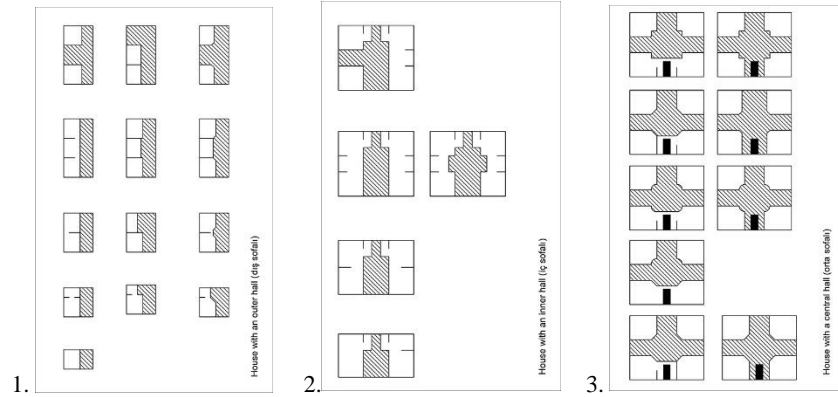 1.
House with an outer hall (dış sofalı)
2.
House with an inner hall (iç sofalı)
3.
House with a central hall (orta sofalı)